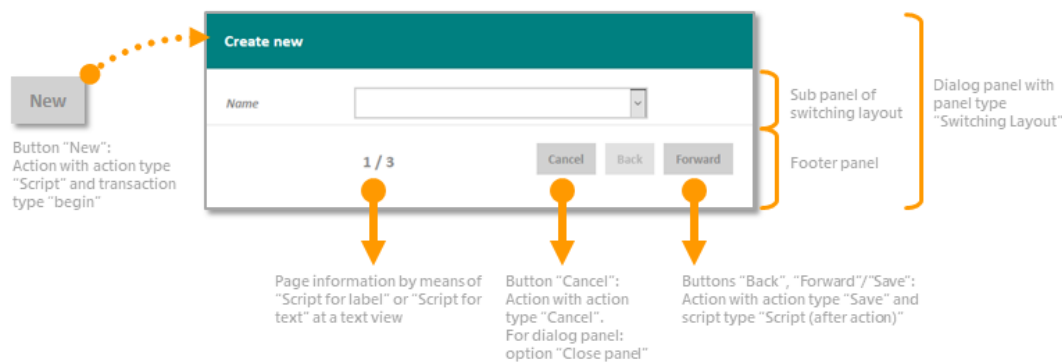 Create new
New
Name
Button "New":
Action with action type
"Script" and transaction
type "begin"
1 / 3
Cancel
Back
Forward
Sub panel of
switching layout
Footer panel
Dialog panel with
panel type
"Switching Layout"
Page information by means of
"Script for label" or "Script for
text" at a text view
Button "Cancel":
Action with action
type "Cancel".
For dialog panel:
option "Close panel"
Buttons "Back", "Forward"/"Save":
Action with action type "Save" and
script type "Script (after action)"